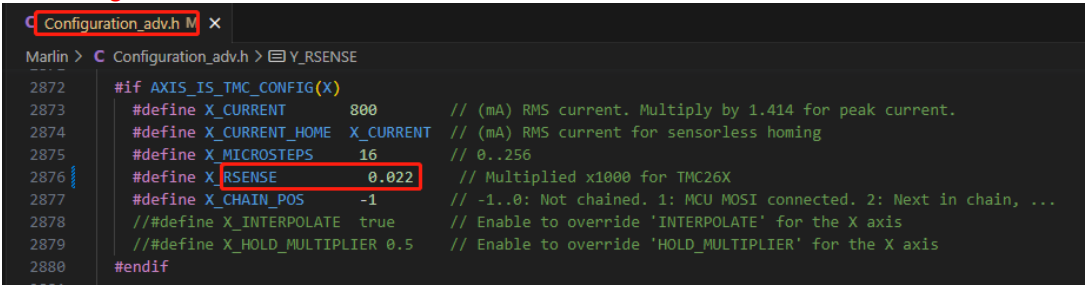 C Configuration_adv.h M ×
Marlin > C Configuration_adv.h > Y_RSENSE
2872 #if AXIS_IS_TMC_CONFIG(X)
2873 #define X_CURRENT 800 // (mA) RMS current. Multiply by 1.414 for peak current.
2874 #define X_CURRENT_HOME X_CURRENT // (mA) RMS current for sensorless homing
2875 #define X_MICROSTEPS 16 // 0..256
2876 #define X_RSENSE 0.022 // Multiplied x1000 for TMC26X
2877 #define X_CHAIN_POS -1 // -1..0: Not chained. 1: MCU MOSI connected. 2: Next in chain, ...
2878 //#define X_INTERPOLATE true // Enable to override 'INTERPOLATE' for the X axis
2879 //#define X_HOLD_MULTIPLIER 0.5 // Enable to override 'HOLD_MULTIPLIER' for the X axis
2880 #endif